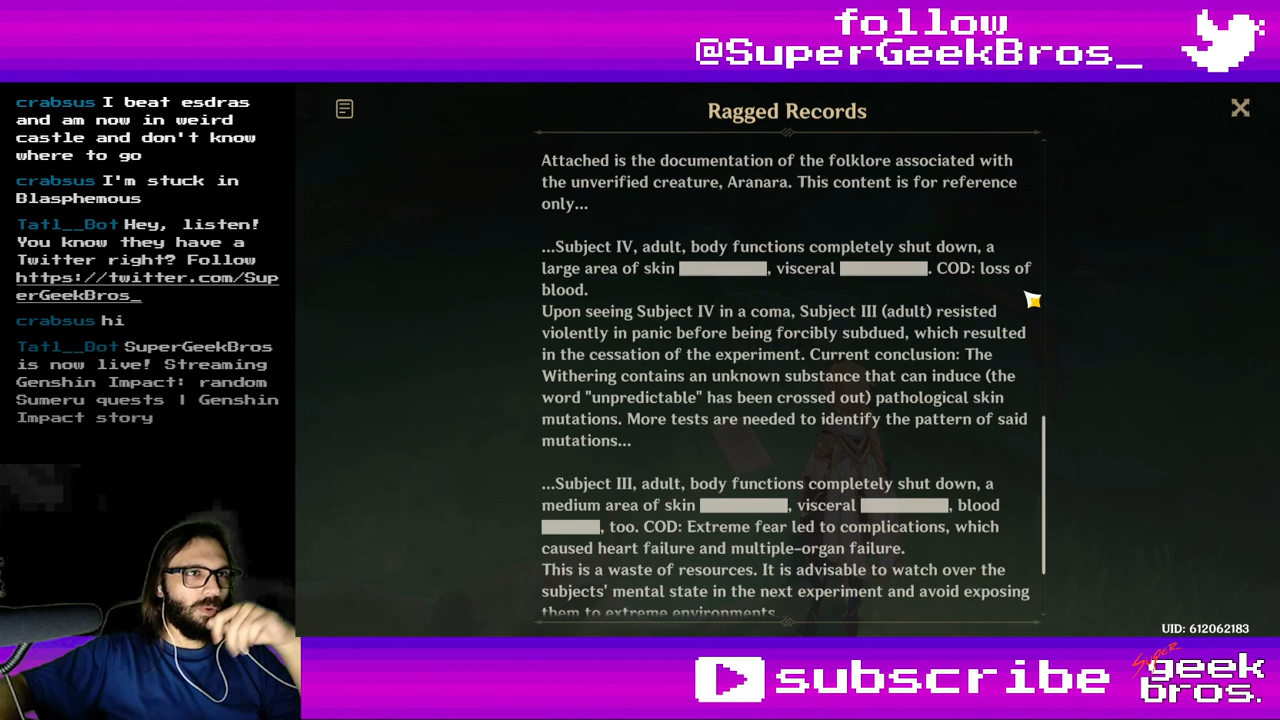 follow
@SuperGeekBros_
crabsus I beat esdras
and am now in weird
castle and don't know
where to go
crabsus I'm stuck in
Blasphemous
Tatl__Bot Hey, listen!
You know they have a
Twitter right? Follow
https://twitter.com/Sup
erGeekBros_
crabsus hi
Tatl__Bot SuperGeekBros
is now live! Streaming
Genshin Impact: random
Sumeru quests | Genshin
Impact story
Ragged Records
Attached is the documentation of the folklore associated with
the unverified creature, Aranara. This content is for reference
only...
...Subject IV, adult, body functions completely shut down, a
large area of skin , visceral . COD: loss of
blood.
Upon seeing Subject IV in a coma, Subject III (adult) resisted
violently in panic before being forcibly subdued, which resulted
in the cessation of the experiment. Current conclusion: The
Withering contains an unknown substance that can induce (the
word "unpredictable" has been crossed out) pathological skin
mutations. More tests are needed to identify the pattern of said
mutations...
...Subject III, adult, body functions completely shut down, a
medium area of skin , visceral , blood
, too. COD: Extreme fear led to complications, which
caused heart failure and multiple-organ failure.
This is a waste of resources. It is advisable to watch over the
subjects' mental state in the next experiment and avoid exposing
them to extreme environments
UID: 612062183
subscribe
SUPER
geek
bros.